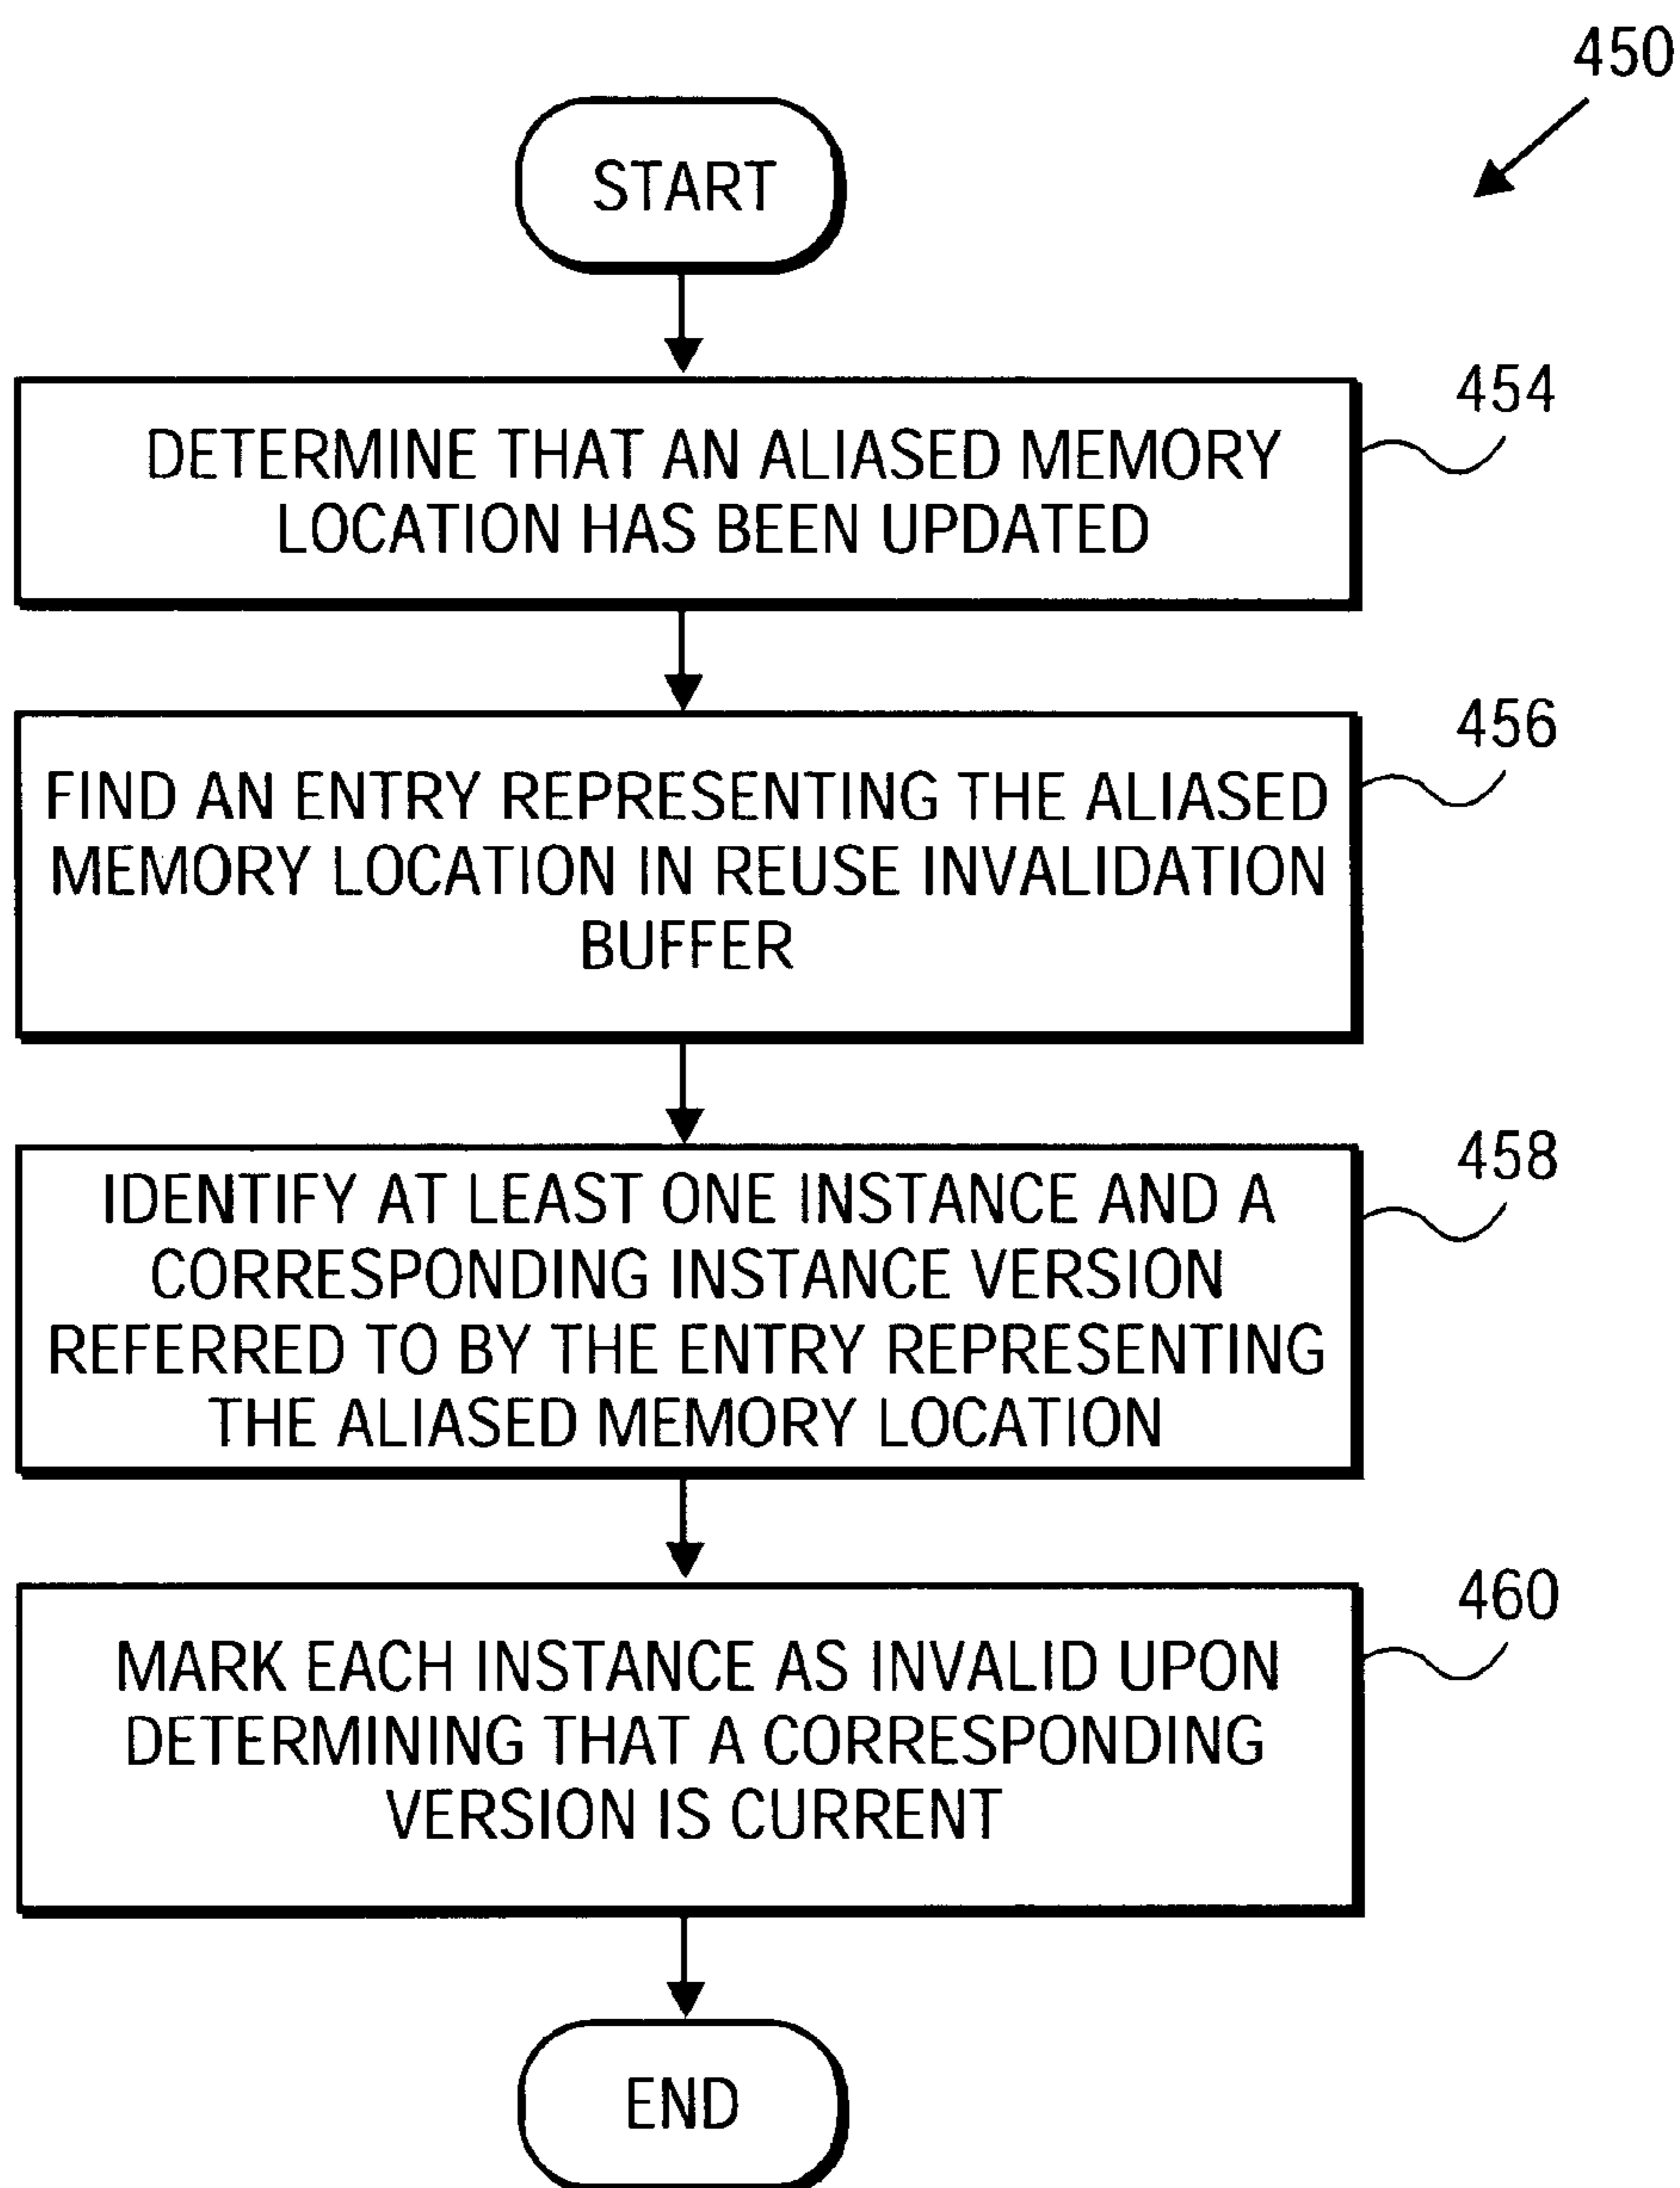 450
START
454
DETERMINE THAT AN ALIASED MEMORY
LOCATION HAS BEEN UPDATED
456
FIND AN ENTRY REPRESENTING THE ALIASED
MEMORY LOCATION IN REUSE INVALIDATION
BUFFER
458
IDENTIFY AT LEAST ONE INSTANCE AND A
CORRESPONDING INSTANCE VERSION
REFERRED TO BY THE ENTRY REPRESENTING
THE ALIASED MEMORY LOCATION
460
MARK EACH INSTANCE AS INVALID UPON
DETERMINING THAT A CORRESPONDING
VERSION IS CURRENT
END